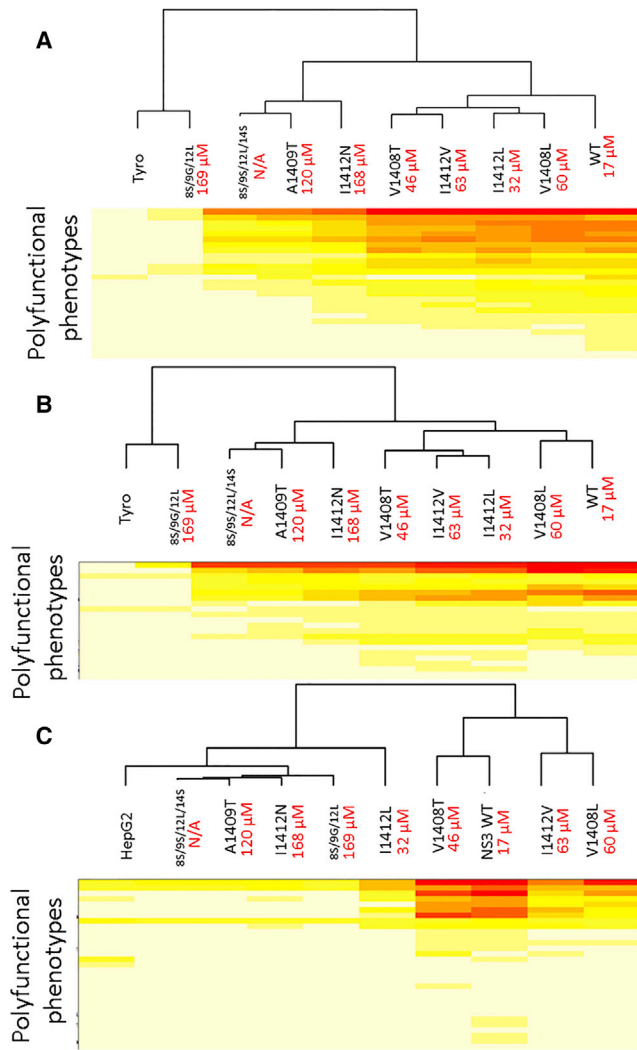 A
Tyro
8S/9G/12L
169 µM
8S/9S/12L/14S
N/A
A1409T
120 µM
I1412N
168 µM
V1408T
46 µM
I1412V
63 µM
I1412L
32 µM
V1408L
60 µM
WT
17 µM
Polyfunctional
phenotypes
B
Tyro
8S/9G/12L
169 µM
8S/9S/12L/14S
N/A
A1409T
120 µM
I1412N
168 µM
V1408T
46 µM
I1412V
63 µM
I1412L
32 µM
V1408L
60 µM
WT
17 µM
Polyfunctional
phenotypes
C
HepG2
8S/9S/12L/14S
N/A
A1409T
120 µM
I1412N
168 µM
8S/9G/12L
169 µM
I1412L
32 µM
V1408T
46 µM
NS3 WT
17 µM
I1412V
63 µM
V1408L
60 µM
Polyfunctional
phenotypes